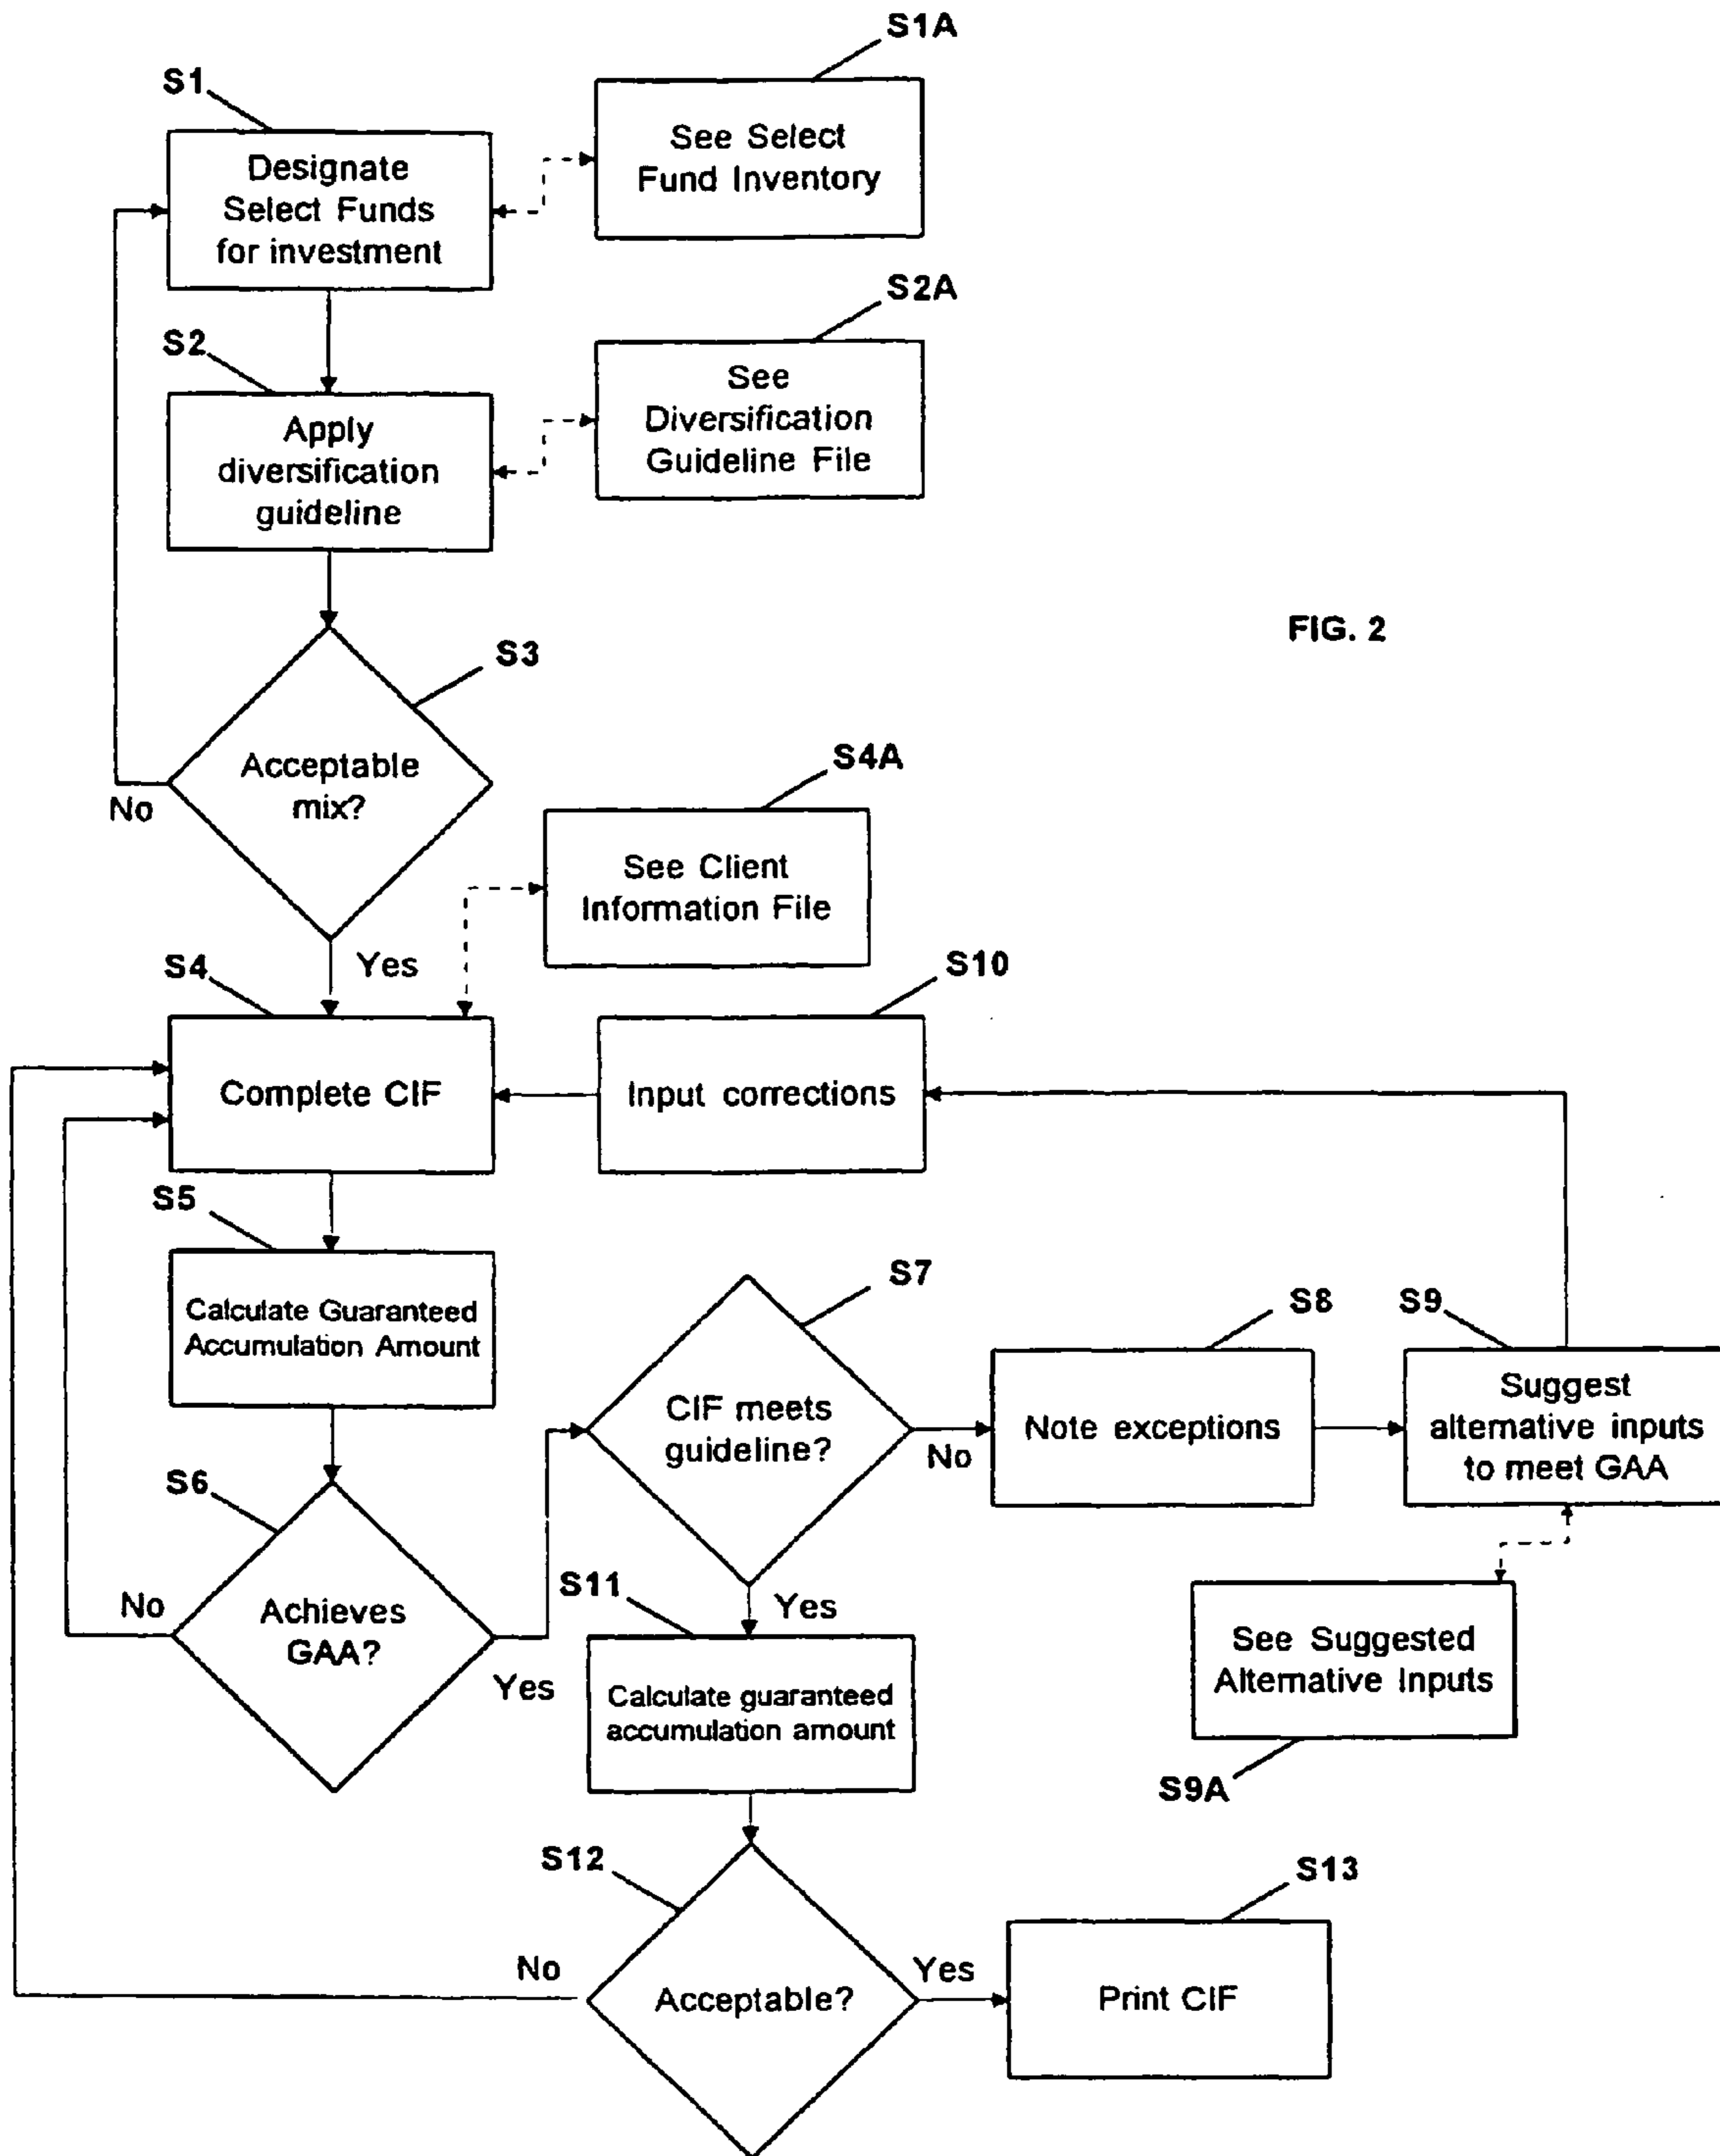 S1A
S1
See Select
Fund Inventory
Designate
Select Funds
for investment
S2A
S2
See
Diversification
Guideline File
Apply
diversification
guideline
FIG. 2
S3
Acceptable
mix?
No
S4A
See Client
Information File
Yes
S4
S10
Complete CIF
Input corrections
S5
Calculate Guaranteed
Accumulation Amount
S7
S8
S9
CIF meets
guideline?
No
Note exceptions
Suggest
alternative inputs
to meet GAA
S6
Achieves
GAA?
No
Yes
S11
Yes
See Suggested
Alternative Inputs
S9A
Calculate guaranteed
accumulation amount
S12
S13
No
Acceptable?
Yes
Print CIF